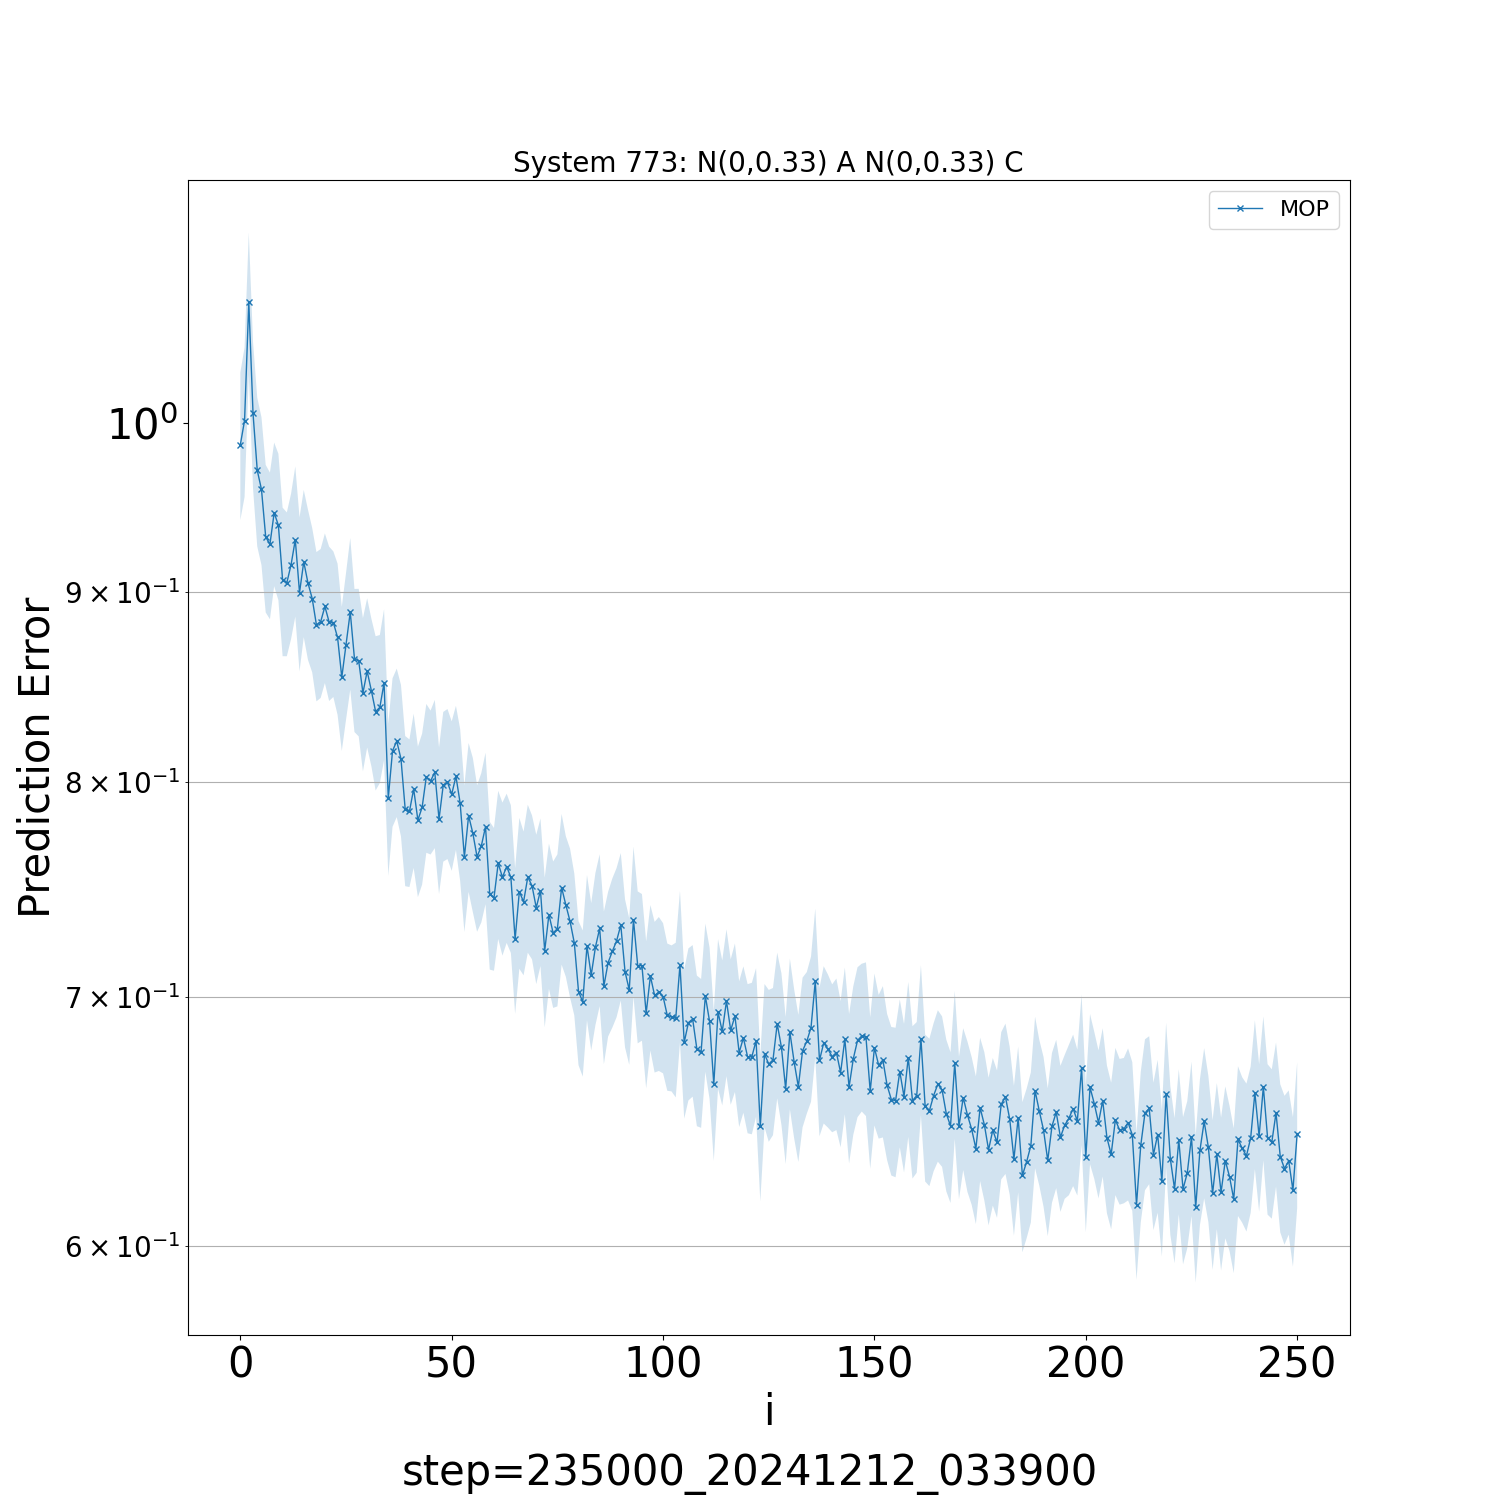 System 773: N(0,0.33) A N(0,0.33) C
MOP
Prediction Error
10⁰
9 × 10⁻¹
8 × 10⁻¹
7 × 10⁻¹
6 × 10⁻¹
0 50 100 150 200 250
i
step=235000_20241212_033900